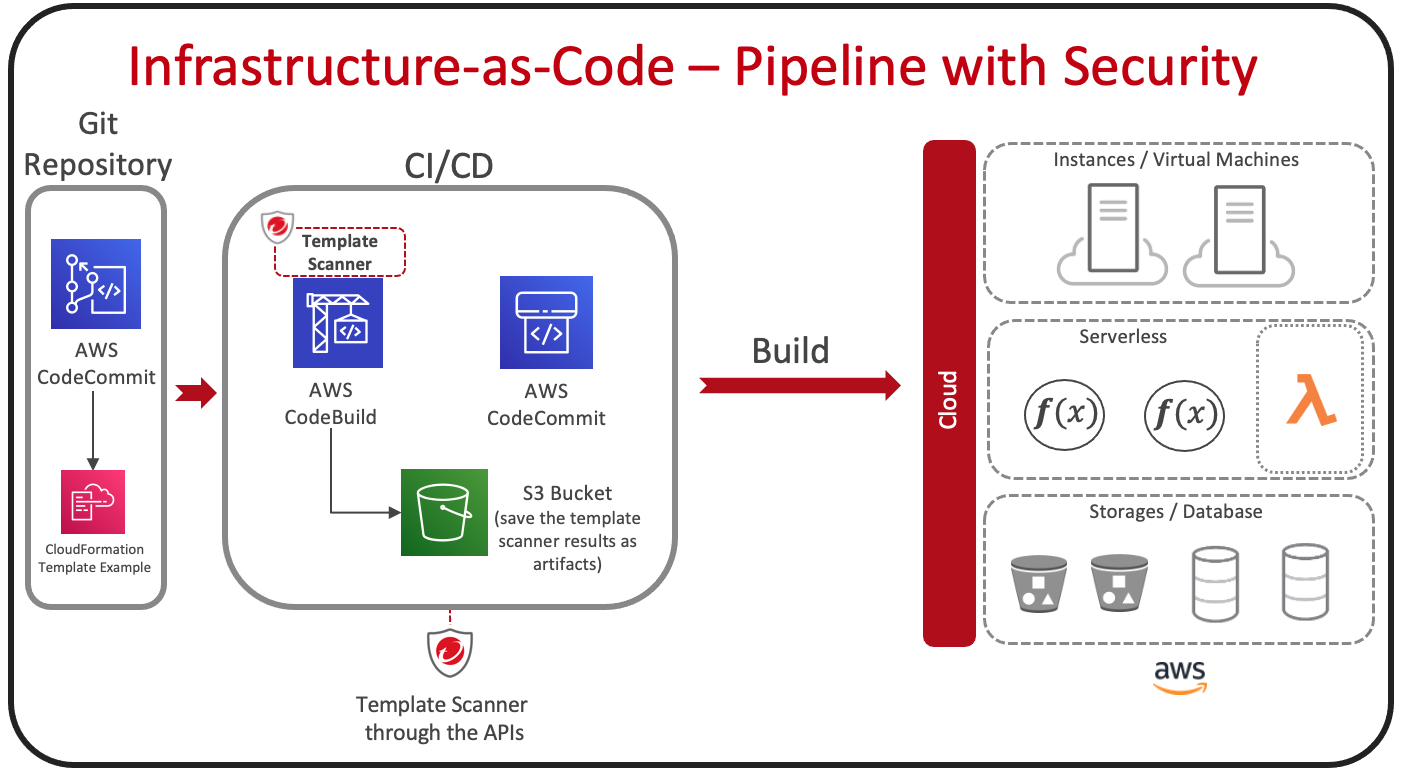 Infrastructure-as-Code – Pipeline with Security
Git
Repository
AWS
CodeCommit
CloudFormation
Template Example
CI/CD
Template
Scanner
AWS
CodeBuild
AWS
CodeCommit
S3 Bucket
(save the template
scanner results as
artifacts)
Template Scanner
through the APIs
Build
Cloud
Instances / Virtual Machines
Serverless
f(x)
f(x)
λ
Storages / Database
aws